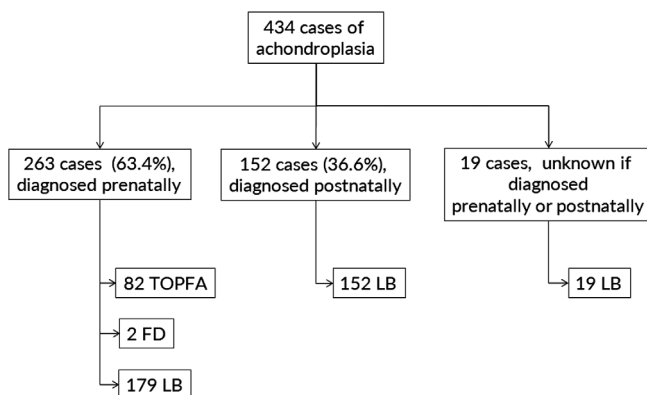 434 cases of
achondroplasia
263 cases (63.4%),
diagnosed prenatally
152 cases (36.6%),
diagnosed postnatally
19 cases, unknown if
diagnosed
prenatally or postnatally
82 TOPFA
152 LB
19 LB
2 FD
179 LB